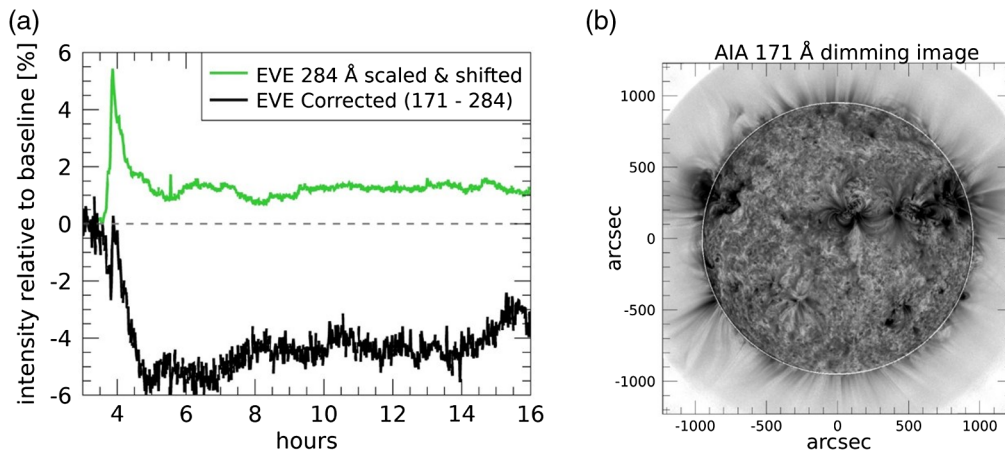 (a)
6
4
2
0
-2
-4
-6
intensity relative to baseline [%]
EVE 284 Å scaled & shifted
EVE Corrected (171 - 284)
4 6 8 10 12 14 16
hours
(b)
AIA 171 Å dimming image
1000
500
0
-500
-1000
arcsec
-1000 -500 0 500 1000
arcsec